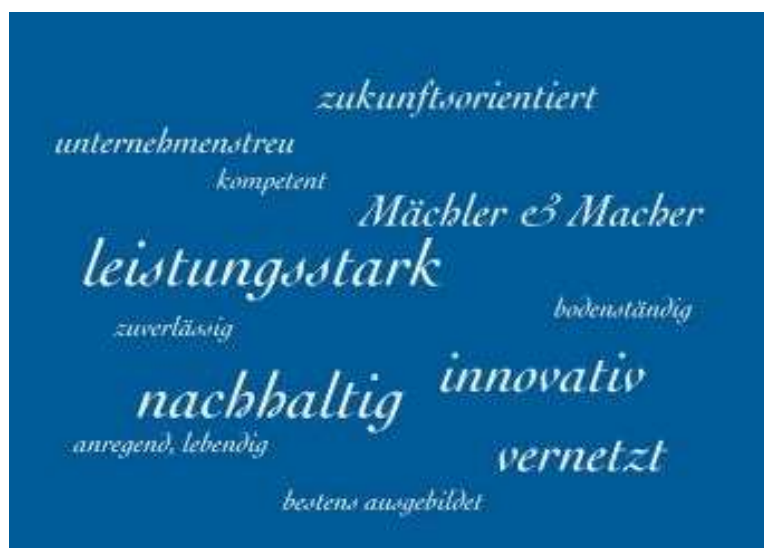 zukunftsorientiert
unternehmenstreu
kompetent
Mächler & Macher
leistungsstark
bodenständig
zuverlässig
innovativ
nachhaltig
anregend, lebendig
vernetzt
bestens ausgebildet